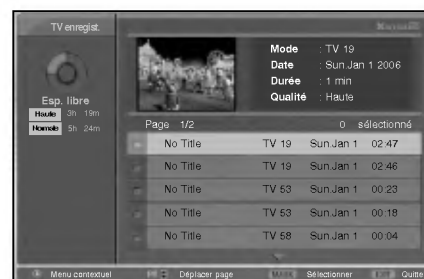 TV enregist.
Mode : TV 19
Date : Sun.Jan 1 2006
Durée : 1 min
Qualité : Haute
Esp. libre
Haute 3h 19m
Normale 5h 24m
Page 1/2 0 sélectionné
No Title TV 19 Sun.Jan 1 02:47
No Title TV 19 Sun.Jan 1 02:46
No Title TV 53 Sun.Jan 1 00:23
No Title TV 53 Sun.Jan 1 00:18
No Title TV 58 Sun.Jan 1 00:04
Menu contextuel Déplacer page MARK Sélectionner EXIT Quitte